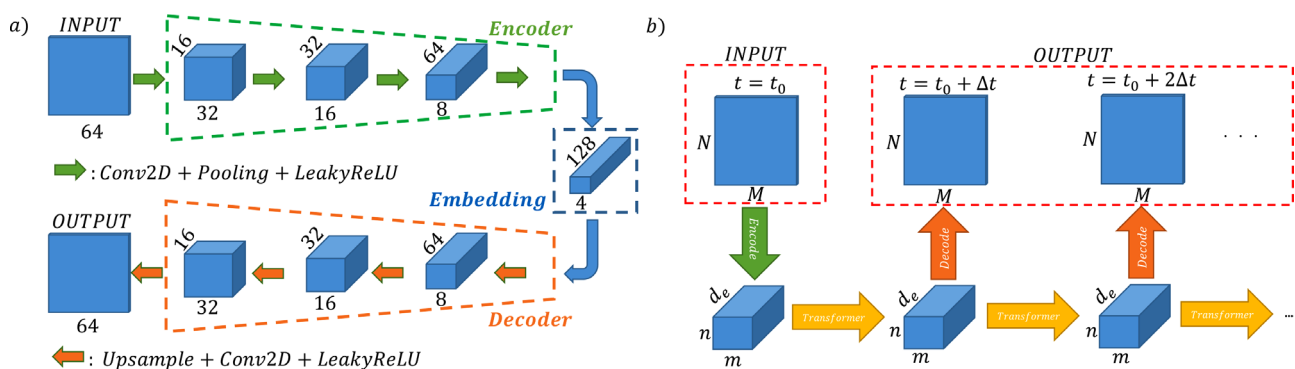 a)
INPUT
64
16
32
32
16
64
8
Encoder
128
4
: Conv2D + Pooling + LeakyReLU
Embedding
OUTPUT
64
16
32
32
16
64
8
Decoder
: Upsample + Conv2D + LeakyReLU
b)
INPUT
t = t₀
N
M
OUTPUT
t = t₀ + Δt
N
M
t = t₀ + 2Δt
N
M
. . .
Encode
Decode
Decode
dₑ
n
m
Transformer
dₑ
n
m
Transformer
dₑ
n
m
Transformer
...